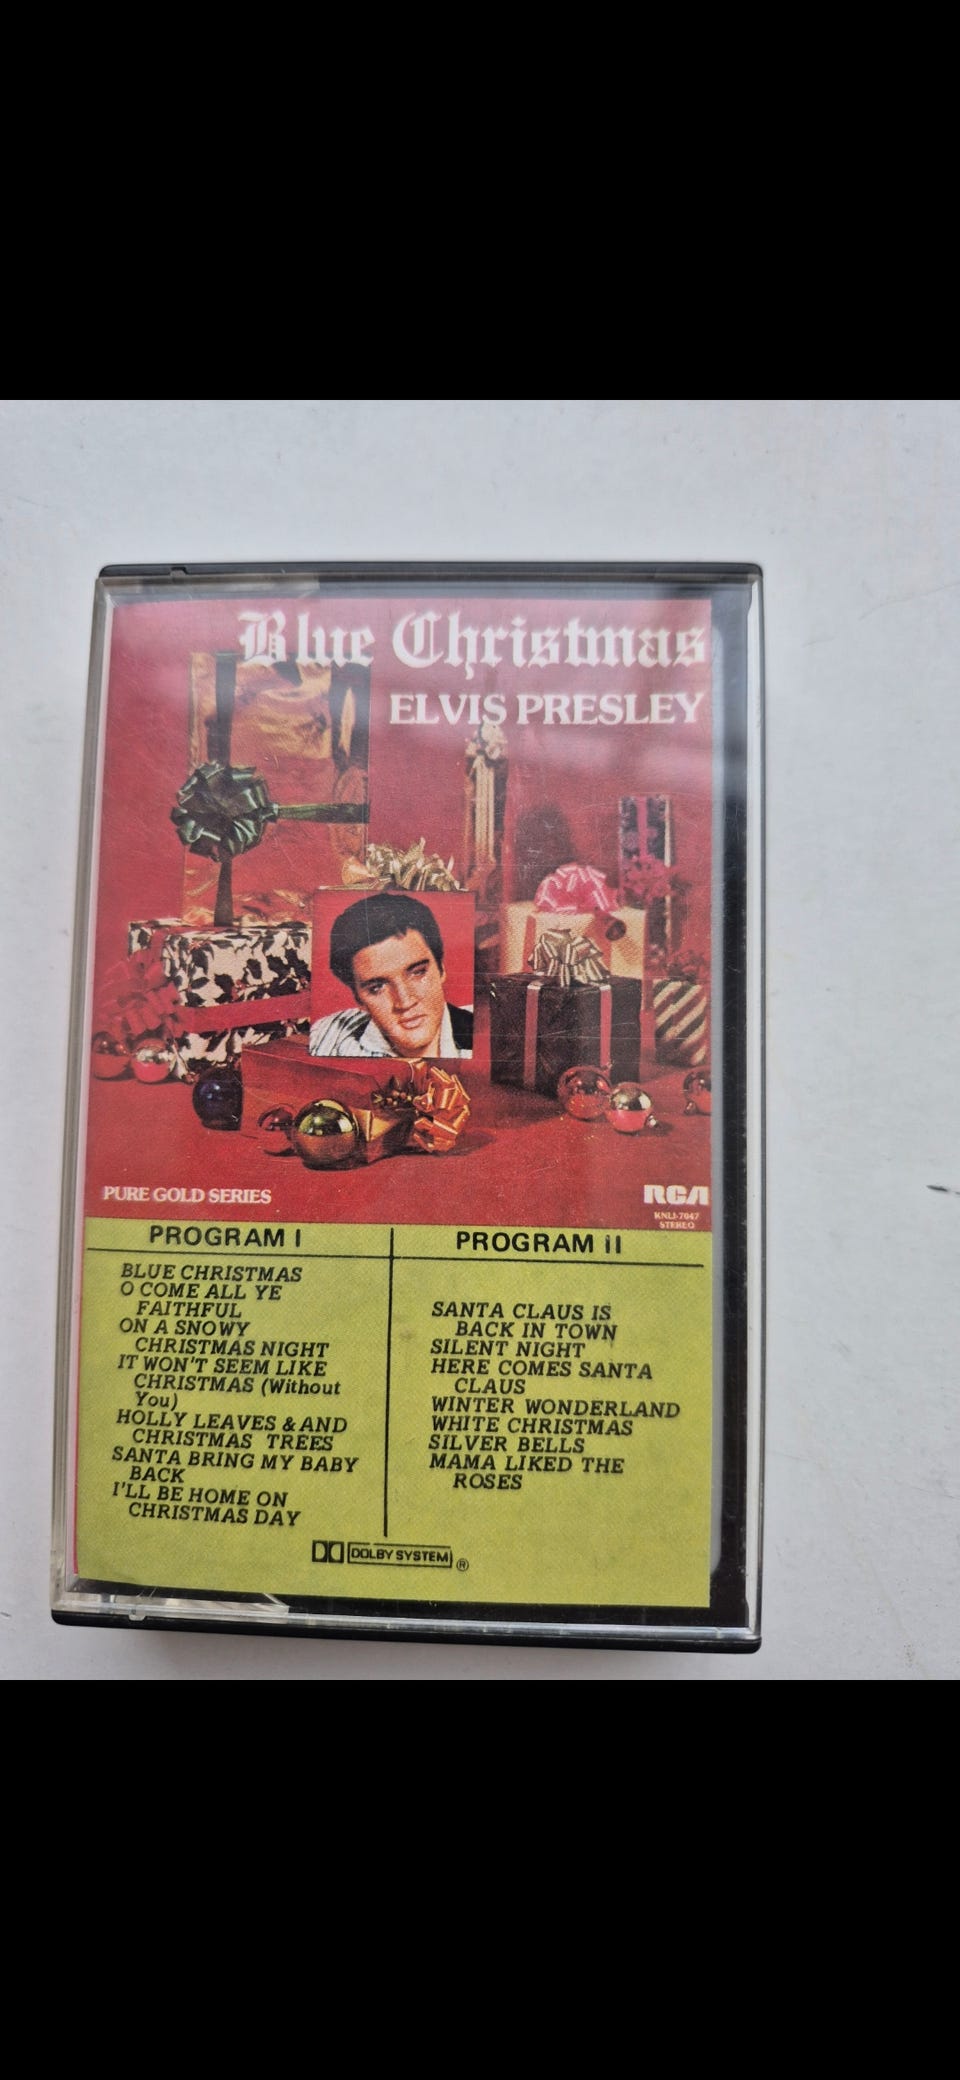 Blue Christmas
ELVIS PRESLEY
PURE GOLD SERIES
RCA
KNLI-7047
STEREO
PROGRAM I
BLUE CHRISTMAS
O COME ALL YE
FAITHFUL
ON A SNOWY
CHRISTMAS NIGHT
IT WON'T SEEM LIKE
CHRISTMAS (Without
You)
HOLLY LEAVES & AND
CHRISTMAS TREES
SANTA BRING MY BABY
BACK
I'LL BE HOME ON
CHRISTMAS DAY
PROGRAM II
SANTA CLAUS IS
BACK IN TOWN
SILENT NIGHT
HERE COMES SANTA
CLAUS
WINTER WONDERLAND
WHITE CHRISTMAS
SILVER BELLS
MAMA LIKED THE
ROSES
DOLBY SYSTEM ®